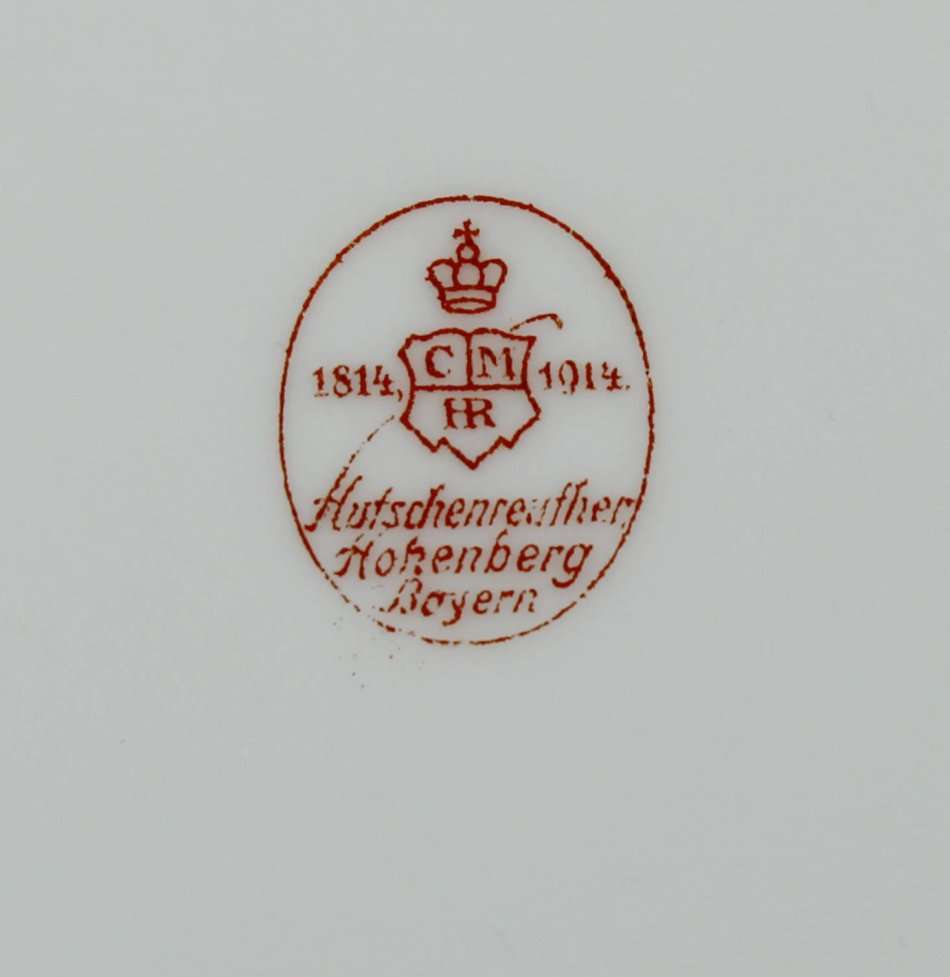 1814, C M 1914.
HR
Hutschenreuther
Hohenberg
Bayern